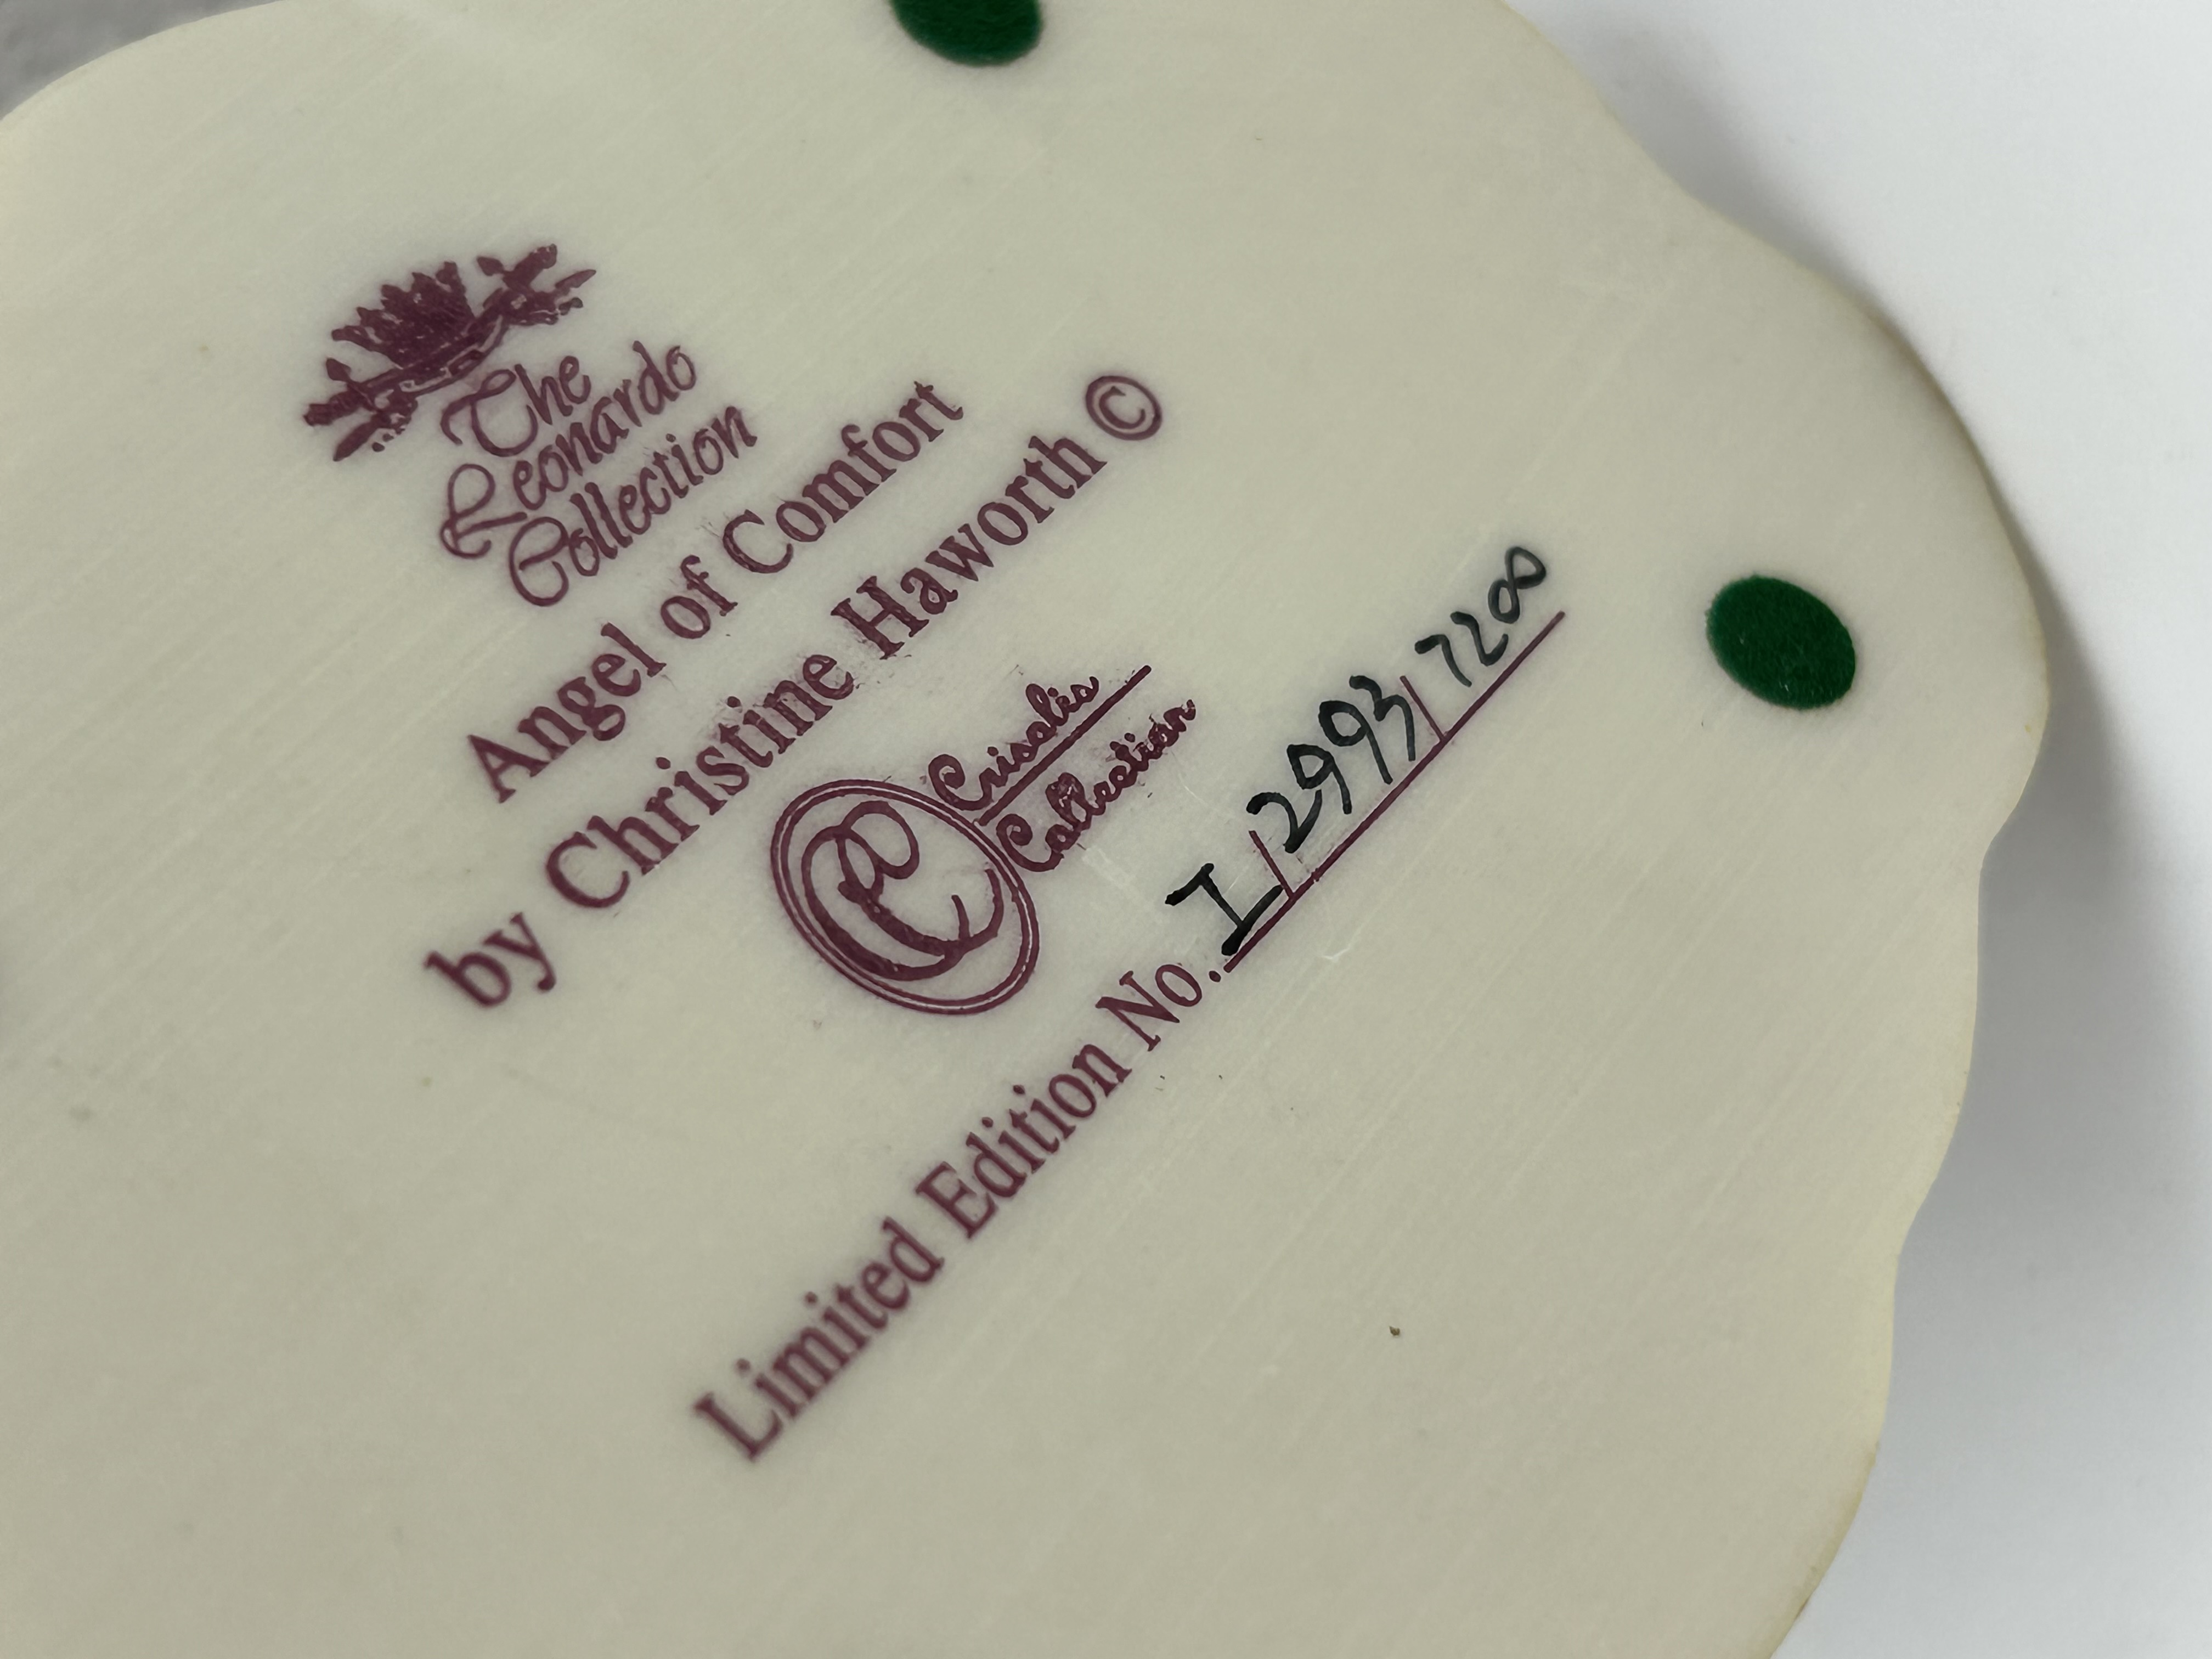 The
Leonardo
Collection
Angel of Comfort
by Christine Haworth ©
Crisalis
Collection
Limited Edition No. I/2993/7200